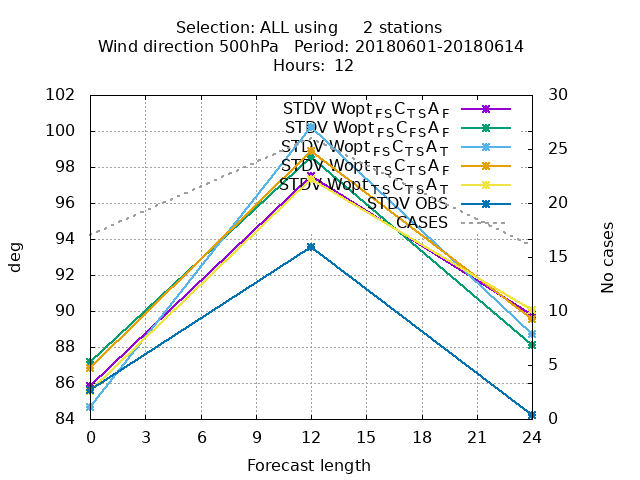 Selection: ALL using 2 stations
Wind direction 500hPa Period: 20180601-20180614
Hours: 12
102 30
STDV Wopt_FS C_TS A_F
100 STDV Wopt_FS C_FS A_F 25
STDV Wopt_FS C_TS A_T
98 STDV Wopt_TS C_TS A_F
STDV Wopt_TS C_TS A_T
96 STDV OBS 20
CASES
94
15
92
90 10
88
5
86
84 0
deg
No cases
0 3 6 9 12 15 18 21 24
Forecast length